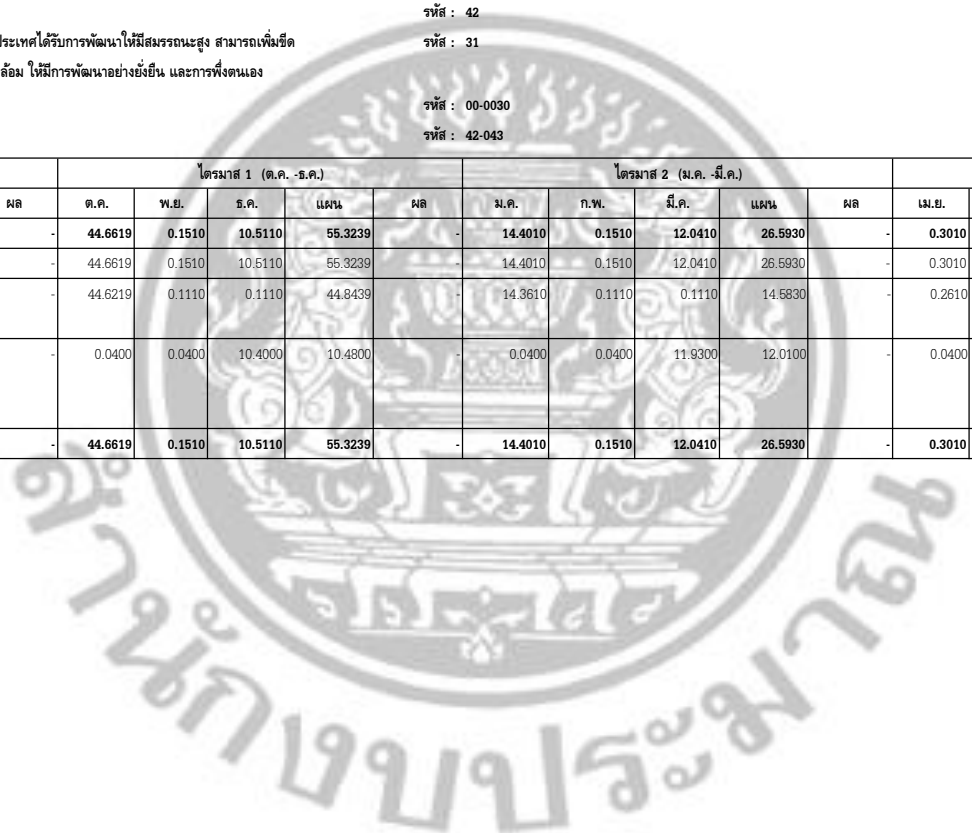 รหัส : 42
ประเทศได้รับการพัฒนาให้มีสมรรถนะสูง สามารถเพิ่มขีด รหัส : 31
ล้อม ให้มีการพัฒนาอย่างยั่งยืน และการพึ่งตนเอง
รหัส : 00-0030
รหัส : 42-043
ไตรมาส 1 (ต.ค. -ธ.ค.) ไตรมาส 2 (ม.ค. -มี.ค.)
ผล ต.ค. พ.ย. ธ.ค. แผน ผล ม.ค. ก.พ. มี.ค. แผน ผล เม.ย.
- 44.6619 0.1510 10.5110 55.3239 - 14.4010 0.1510 12.0410 26.5930 - 0.3010
- 44.6619 0.1510 10.5110 55.3239 - 14.4010 0.1510 12.0410 26.5930 - 0.3010
- 44.6219 0.1110 0.1110 44.8439 - 14.3610 0.1110 0.1110 14.5830 - 0.2610
- 0.0400 0.0400 10.4000 10.4800 - 0.0400 0.0400 11.9300 12.0100 - 0.0400
- 44.6619 0.1510 10.5110 55.3239 - 14.4010 0.1510 12.0410 26.5930 - 0.3010
สำนักงบประมาณ